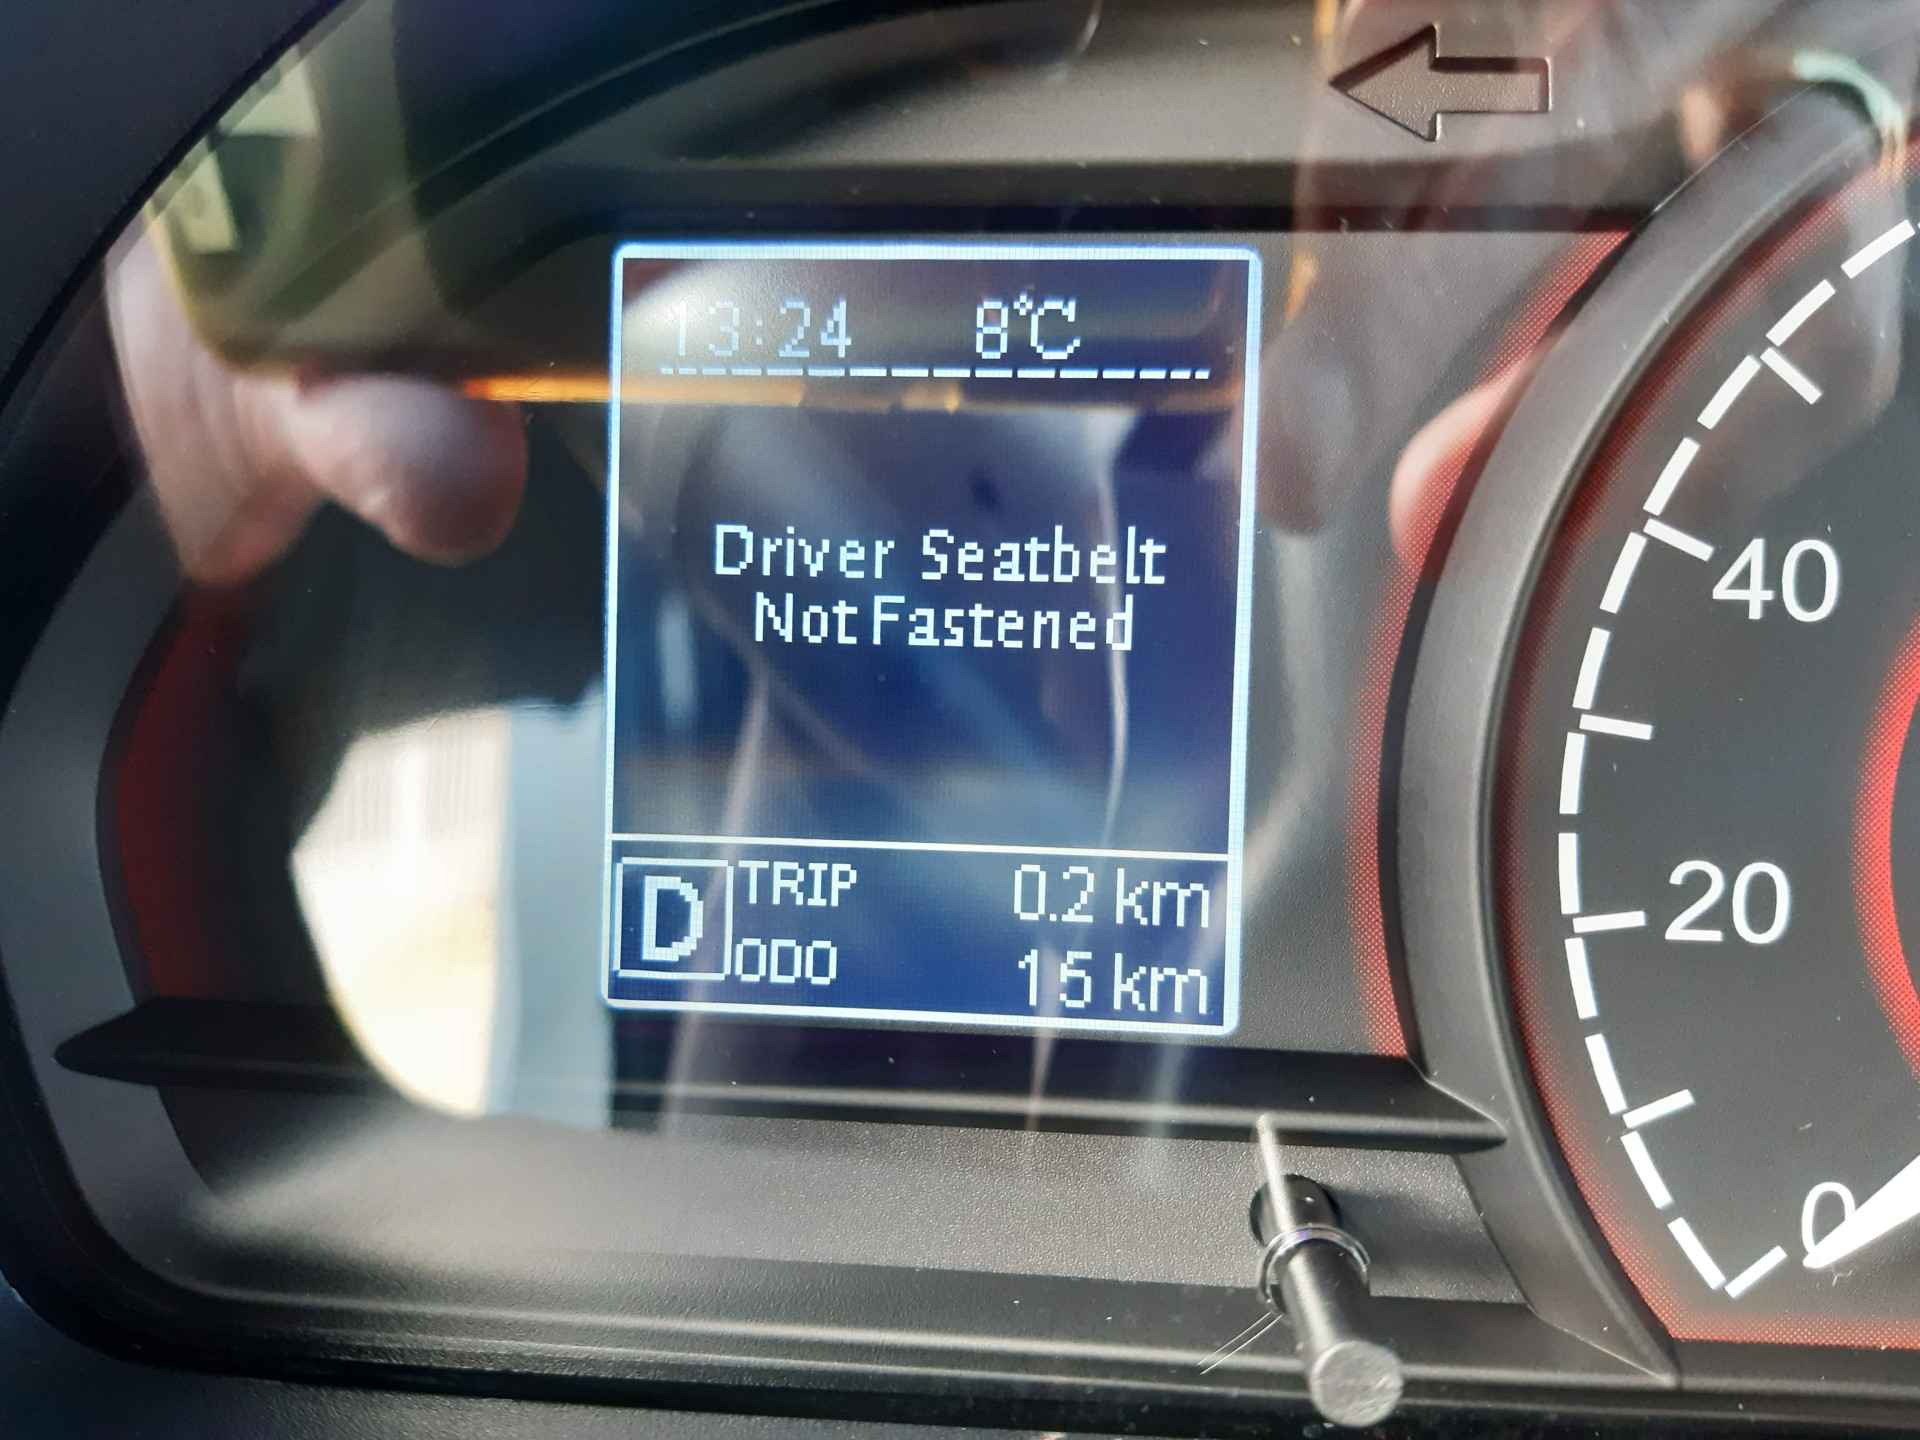 13:24 8°C
Driver Seatbelt
Not Fastened
D
TRIP 0.2 km
ODO 15 km
40
20
0